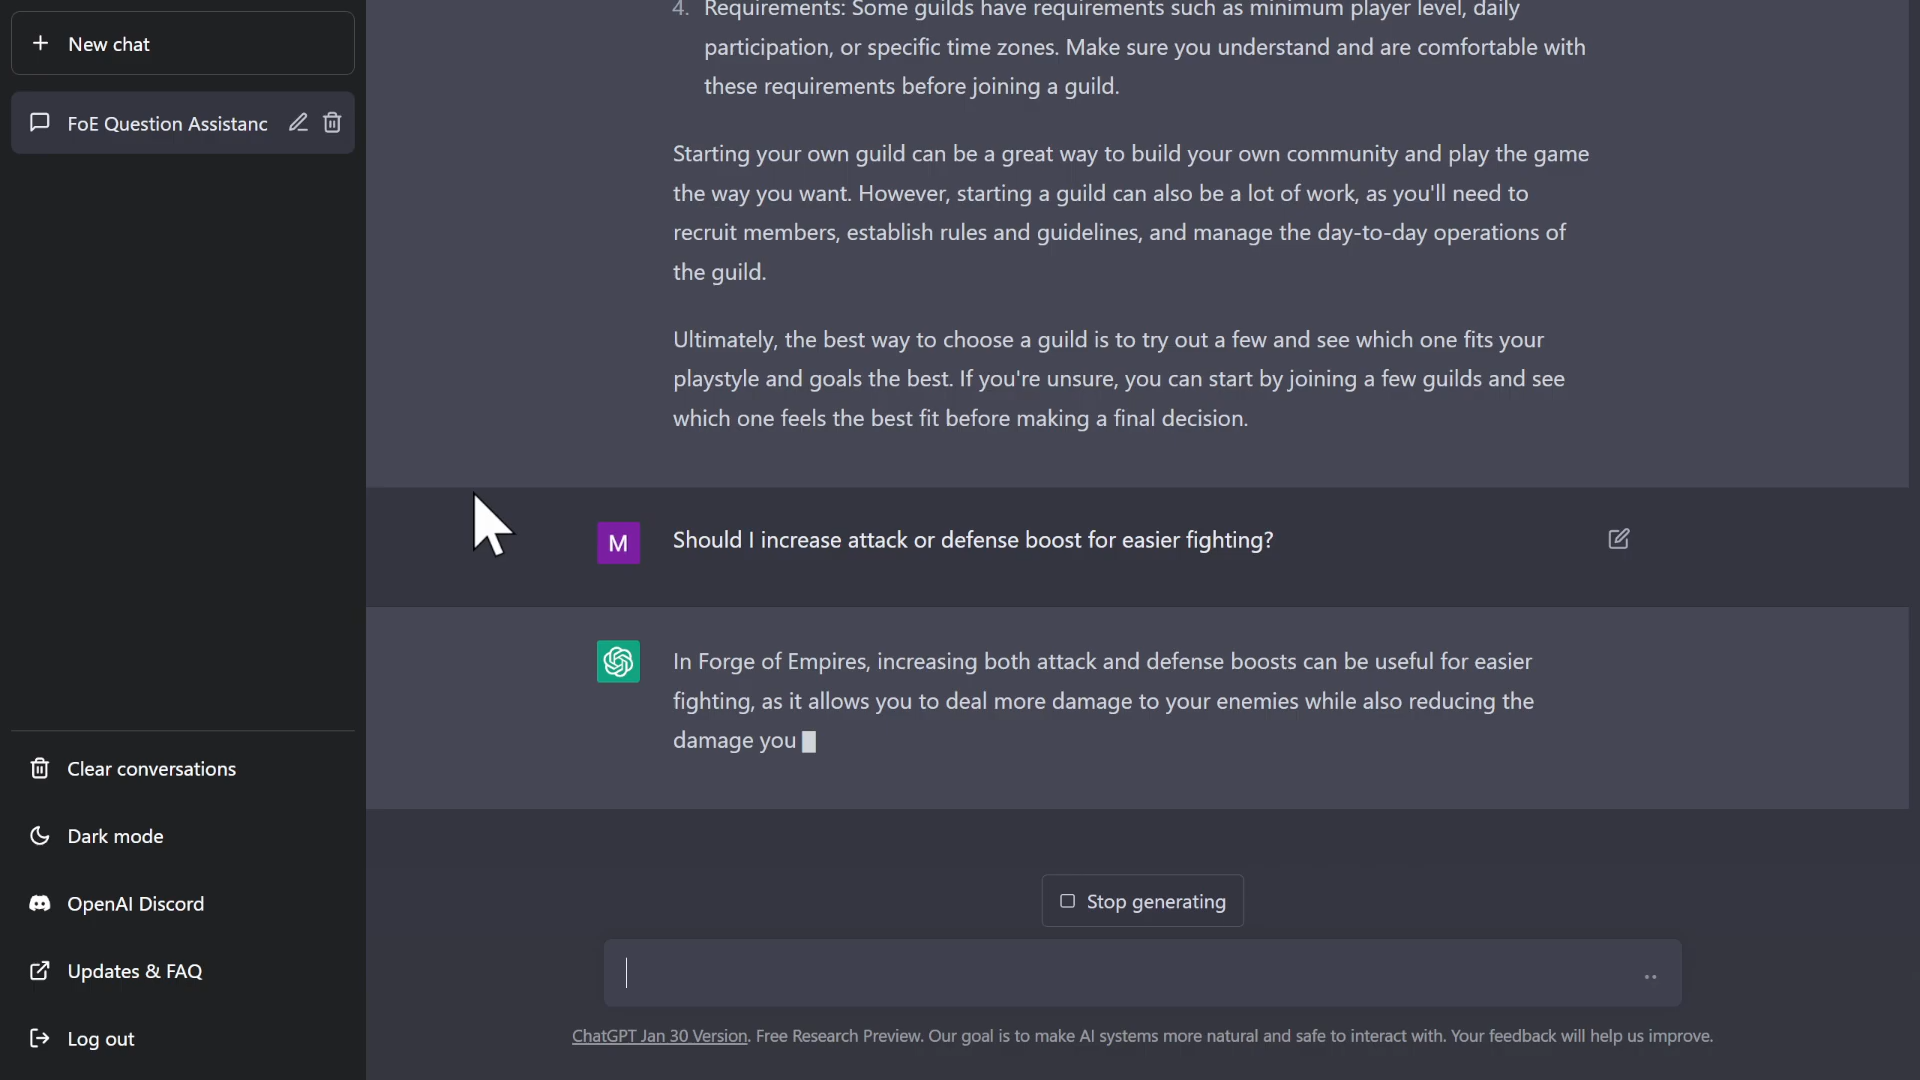 New chat
FoE Question Assistanc
Clear conversations
Dark mode
OpenAI Discord
Updates & FAQ
Log out
4. Requirements: Some guilds have requirements such as minimum player level, daily
participation, or specific time zones. Make sure you understand and are comfortable with
these requirements before joining a guild.
Starting your own guild can be a great way to build your own community and play the game
the way you want. However, starting a guild can also be a lot of work, as you'll need to
recruit members, establish rules and guidelines, and manage the day-to-day operations of
the guild.
Ultimately, the best way to choose a guild is to try out a few and see which one fits your
playstyle and goals the best. If you're unsure, you can start by joining a few guilds and see
which one feels the best fit before making a final decision.
M
Should I increase attack or defense boost for easier fighting?
In Forge of Empires, increasing both attack and defense boosts can be useful for easier
fighting, as it allows you to deal more damage to your enemies while also reducing the
damage you
Stop generating
ChatGPT Jan 30 Version. Free Research Preview. Our goal is to make AI systems more natural and safe to interact with. Your feedback will help us improve.